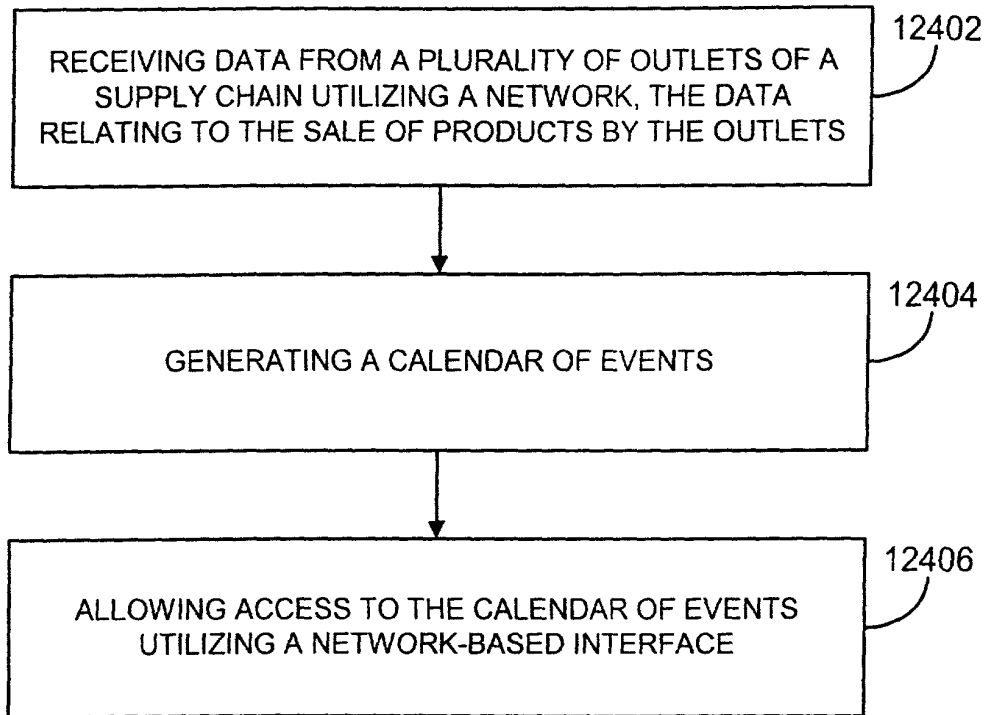 12402
RECEIVING DATA FROM A PLURALITY OF OUTLETS OF A
SUPPLY CHAIN UTILIZING A NETWORK, THE DATA
RELATING TO THE SALE OF PRODUCTS BY THE OUTLETS
12404
GENERATING A CALENDAR OF EVENTS
12406
ALLOWING ACCESS TO THE CALENDAR OF EVENTS
UTILIZING A NETWORK-BASED INTERFACE